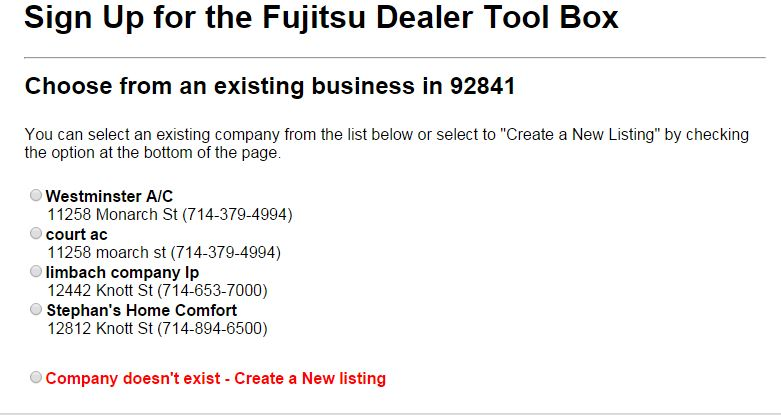 Sign Up for the Fujitsu Dealer Tool Box
Choose from an existing business in 92841
You can select an existing company from the list below or select to "Create a New Listing" by checking
the option at the bottom of the page.
Westminster A/C
11258 Monarch St (714-379-4994)
court ac
11258 moarch st (714-379-4994)
limbach company lp
12442 Knott St (714-653-7000)
Stephan's Home Comfort
12812 Knott St (714-894-6500)
Company doesn't exist - Create a New listing